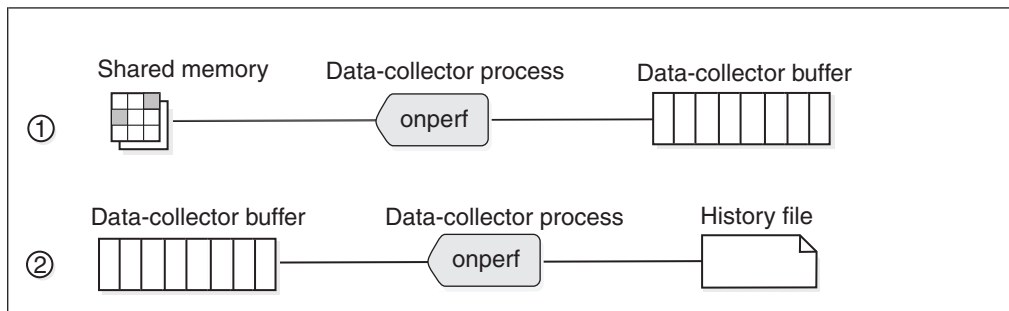 Shared memory
Data-collector process
Data-collector buffer
①
onperf
Data-collector buffer
Data-collector process
History file
②
onperf